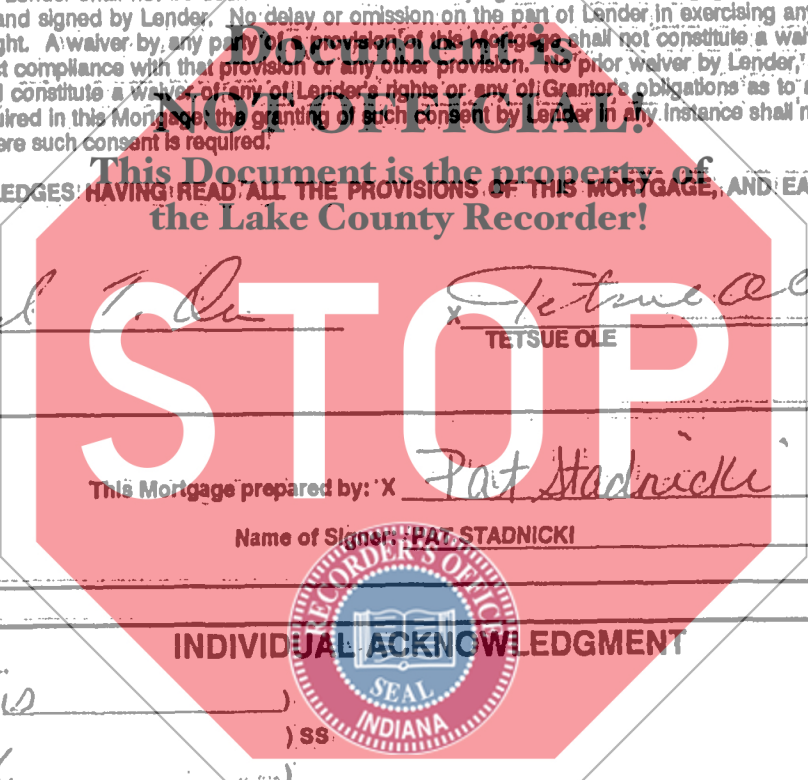 and signed by Lender. No delay or omission on the part of Lender in exercising any
ght. A waiver by any party of a provision of this Mortgage shall not constitute a wai
t compliance with that provision or any other provision. No prior waiver by Lender,
l constitute a waiver of any of Lender's rights or any of Grantor's obligations as to a
uired in this Mortgage, the granting of such consent by Lender in any instance shall n
ere such consent is required.
EDGES HAVING READ ALL THE PROVISIONS OF THIS MORTGAGE, AND EA
Document is
NOT OFFICIAL!
This Document is the property of
the Lake County Recorder!
STOP
X Tetsue Ol
TETSUE OLE
This Mortgage prepared by: X Pat Stadnicki
Name of Signer: PAT STADNICKI
RECORDER'S OFFICE
SEAL
INDIANA
INDIVIDUAL ACKNOWLEDGMENT
)
) SS
)